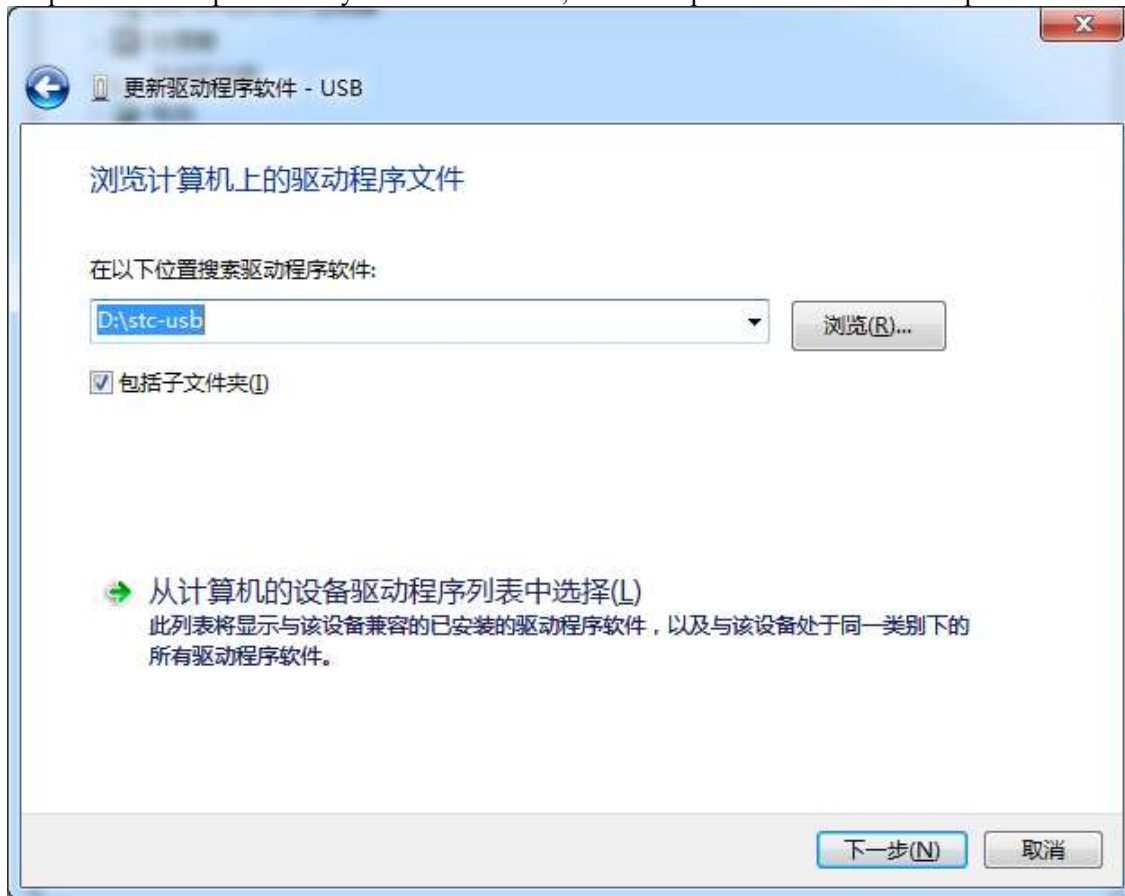 更新驱动程序软件 - USB
浏览计算机上的驱动程序文件
在以下位置搜索驱动程序软件:
D:\stc-usb
浏览(R)...
包括子文件夹(I)
从计算机的设备驱动程序列表中选择(L)
此列表将显示与该设备兼容的已安装的驱动程序软件，以及与该设备处于同一类别下的
所有驱动程序软件。
下一步(N)
取消